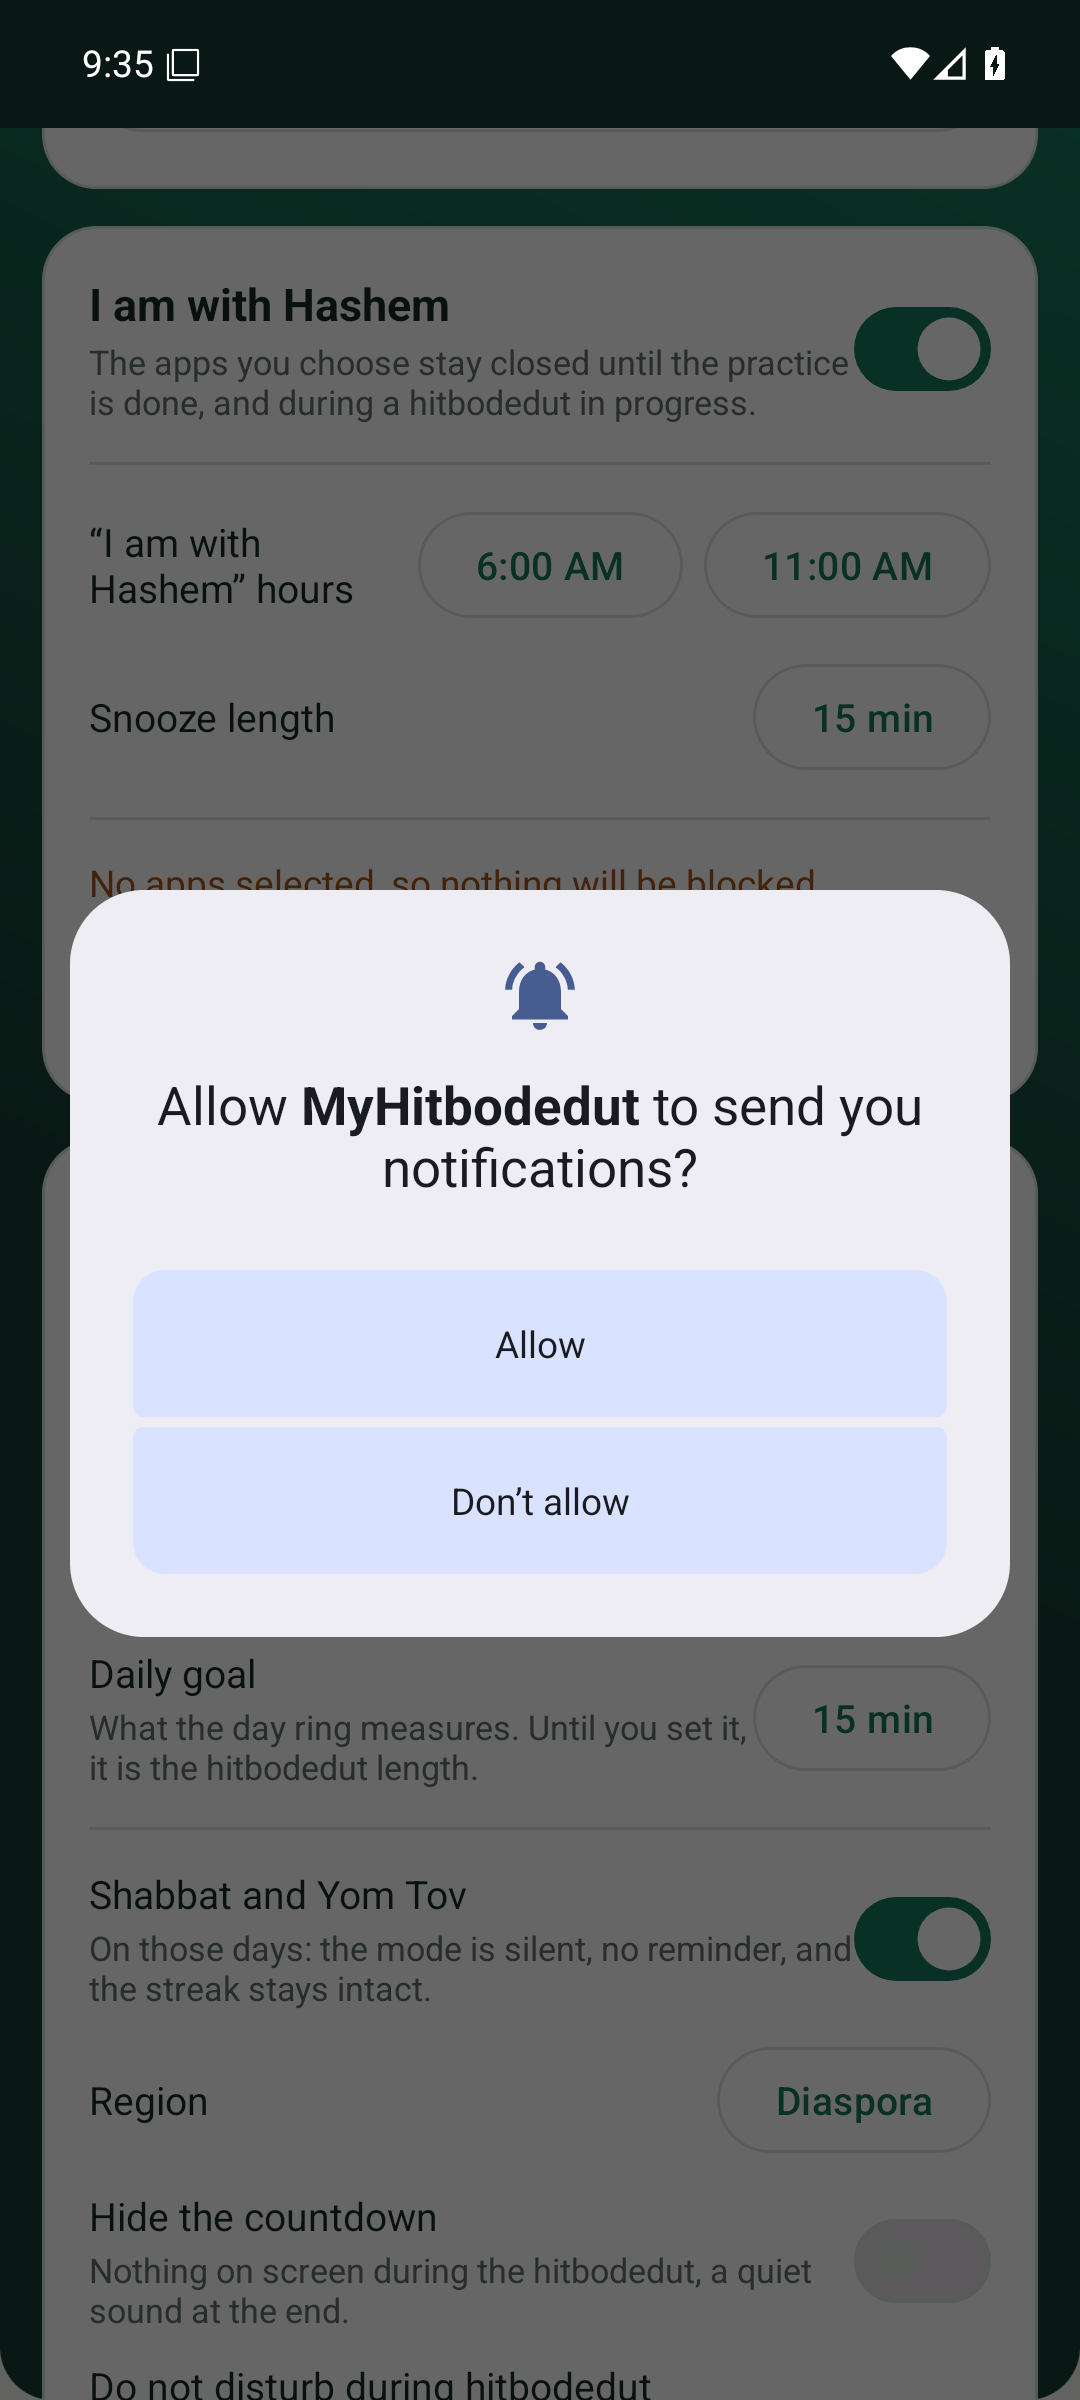 9:35
I am with Hashem
The apps you choose stay closed until the practice
is done, and during a hitbodedut in progress.
“I am with
Hashem” hours
6:00 AM
11:00 AM
Snooze length
15 min
No apps selected, so nothing will be blocked
Allow MyHitbodedut to send you
notifications?
Allow
Don’t allow
Daily goal
What the day ring measures. Until you set it,
it is the hitbodedut length.
15 min
Shabbat and Yom Tov
On those days: the mode is silent, no reminder, and
the streak stays intact.
Region
Diaspora
Hide the countdown
Nothing on screen during the hitbodedut, a quiet
sound at the end.
Do not disturb during hitbodedut